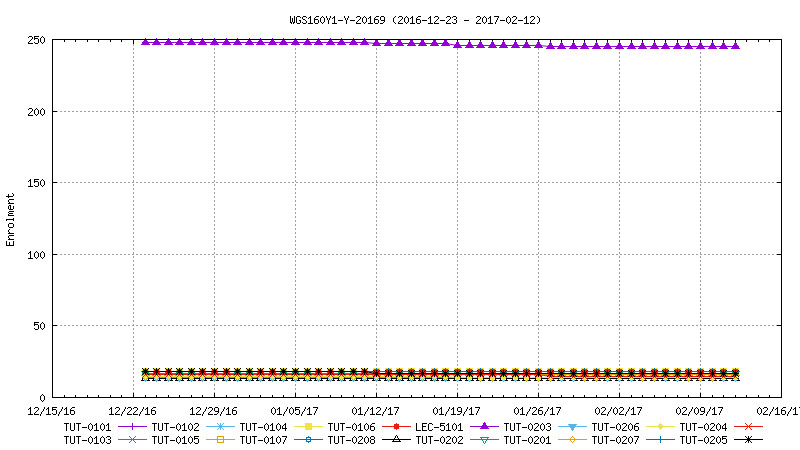 WGS160Y1-Y-20169 (2016-12-23 - 2017-02-12)
250
200
150
100
50
0
Enrolment
12/15/16 12/22/16 12/29/16 01/05/17 01/12/17 01/19/17 01/26/17 02/02/17 02/09/17 02/16/17
TUT-0101 TUT-0102 TUT-0104 TUT-0106 LEC-5101 TUT-0203 TUT-0206 TUT-0204
TUT-0103 TUT-0105 TUT-0107 TUT-0208 TUT-0202 TUT-0201 TUT-0207 TUT-0205